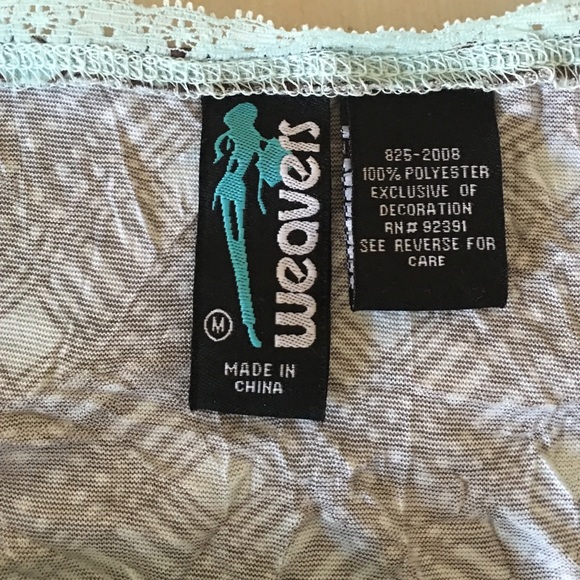 weavers
M
MADE IN
CHINA
825-2008
100% POLYESTER
EXCLUSIVE OF
DECORATION
RN# 92391
SEE REVERSE FOR
CARE